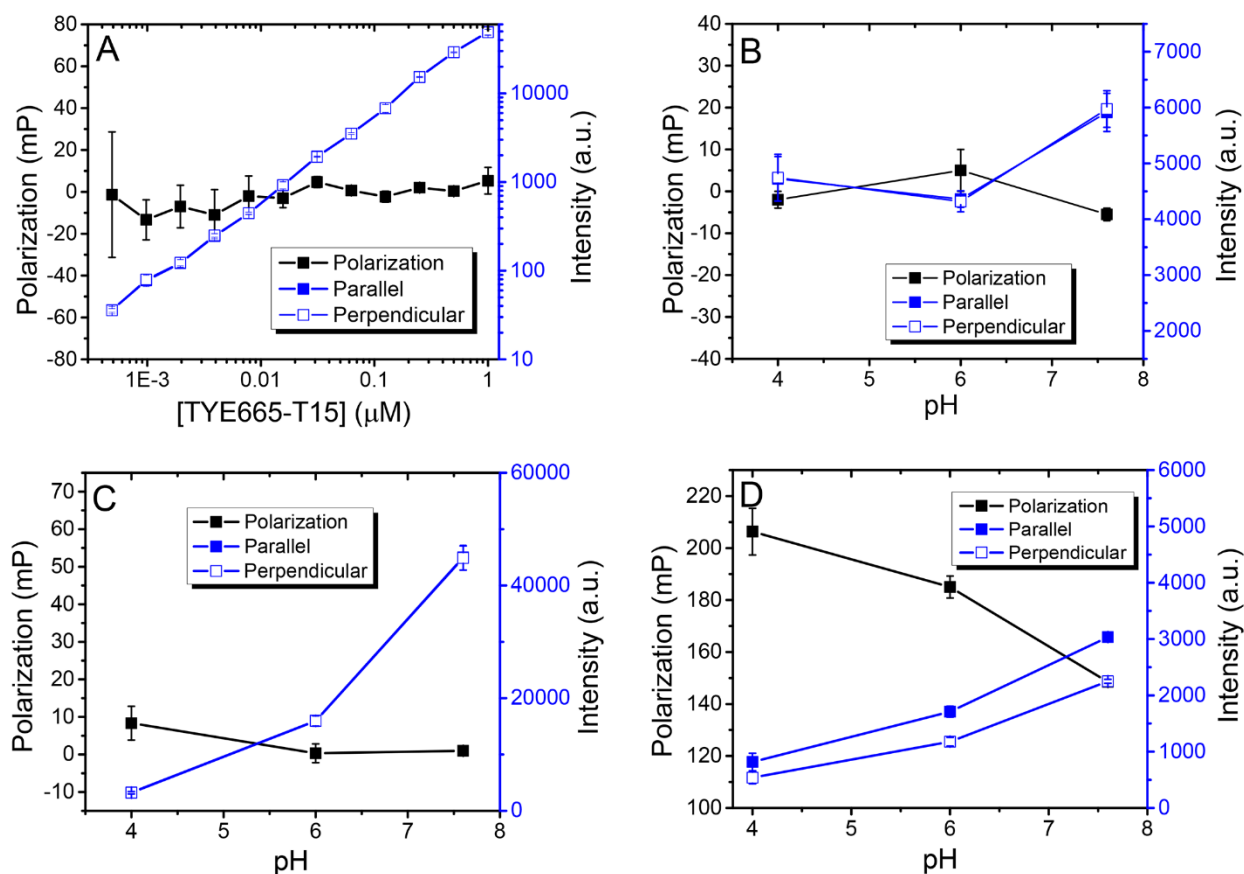 A
80
60
40
20
0
-20
-40
-60
-80
Polarization (mP)
10000
1000
100
10
Intensity (a.u.)
Polarization
Parallel
Perpendicular
1E-3 0.01 0.1 1
[TYE665-T15] (μM)
B
40
30
20
10
0
-10
-20
-30
-40
Polarization (mP)
7000
6000
5000
4000
3000
2000
Intensity (a.u.)
Polarization
Parallel
Perpendicular
4 5 6 7 8
pH
C
70
60
50
40
30
20
10
0
-10
Polarization (mP)
60000
40000
20000
0
Intensity (a.u.)
Polarization
Parallel
Perpendicular
4 5 6 7 8
pH
D
220
200
180
160
140
120
100
Polarization (mP)
6000
5000
4000
3000
2000
1000
0
Intensity (a.u.)
Polarization
Parallel
Perpendicular
4 5 6 7 8
pH